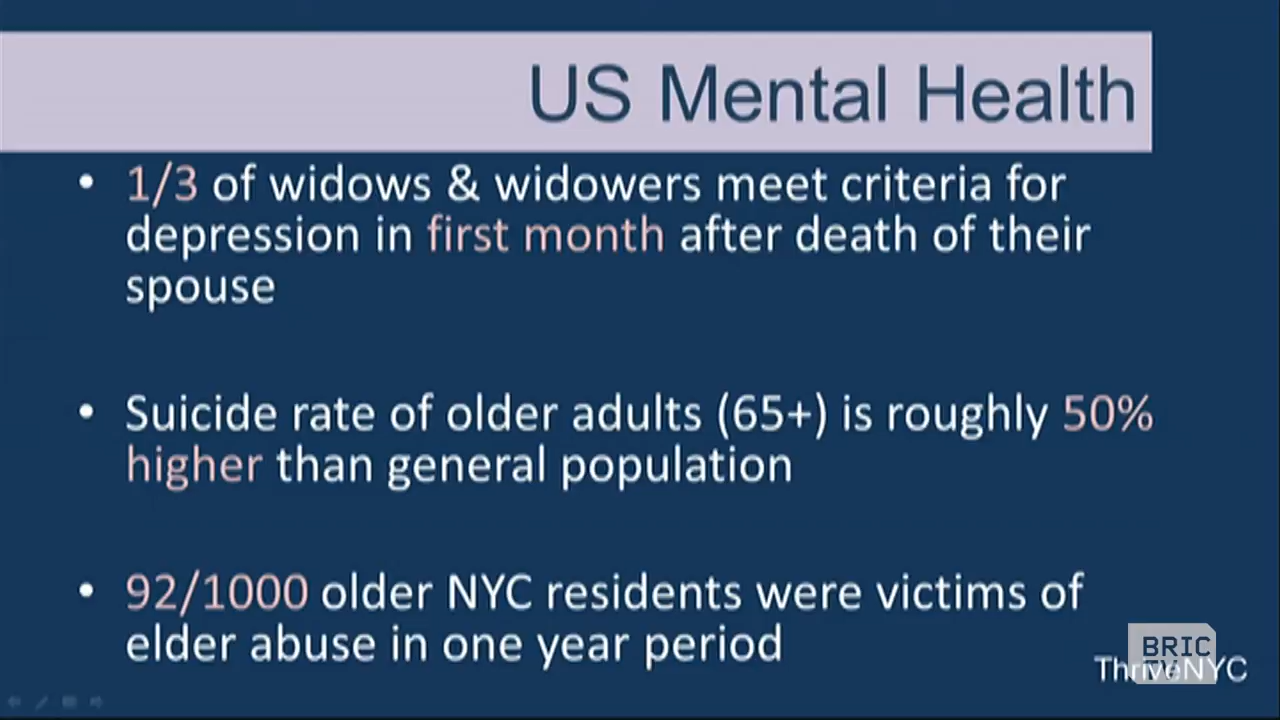 US Mental Health
• 1/3 of widows & widowers meet criteria for
depression in first month after death of their
spouse
• Suicide rate of older adults (65+) is roughly 50%
higher than general population
• 92/1000 older NYC residents were victims of
elder abuse in one year period
BRIC
TV
ThriveNYC